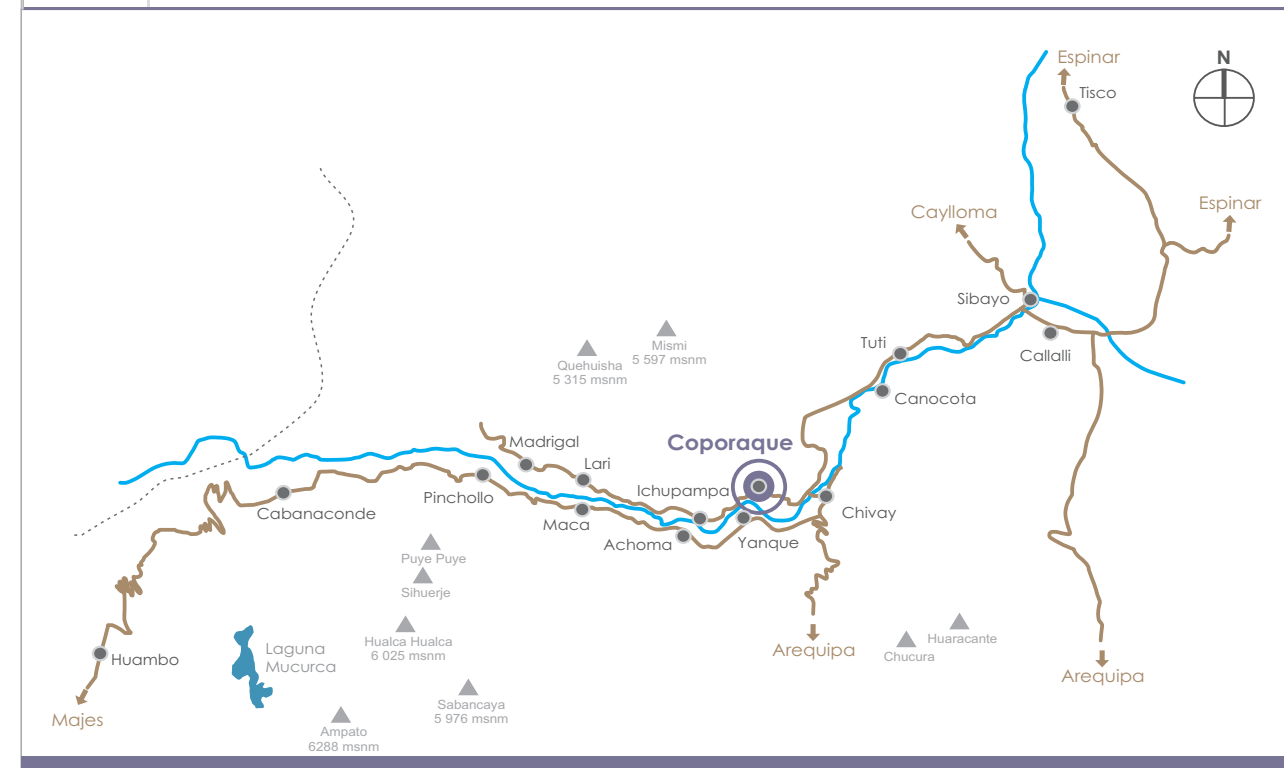 Espinar
N
Tisco
Espinar
Caylloma
Sibayo
Mismi
5 597 msnm
Quehuisha
5 315 msnm
Tuti
Callalli
Canocota
Coporaque
Madrigal
Lari
Ichupampa
Pinchollo
Cabanaconde
Maca
Chivay
Achoma
Yanque
Puye Puye
Sihuerje
Hualca Hualca
6 025 msnm
Laguna
Mucurca
Huambo
Arequipa
Huaracante
Chucura
Arequipa
Sabancaya
5 976 msnm
Majes
Ampato
6288 msnm